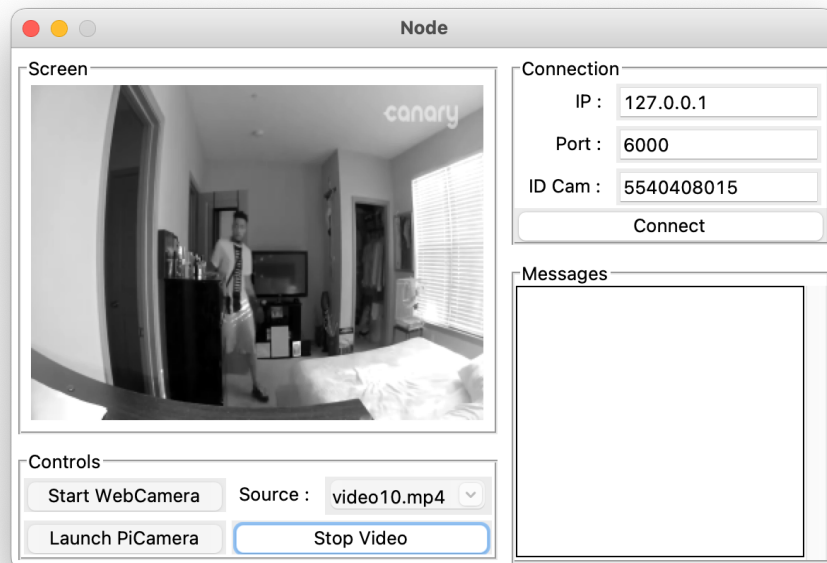 Node
Screen
canary
Controls
Start WebCamera
Source :
video10.mp4
Launch PiCamera
Stop Video
Connection
IP :
127.0.0.1
Port :
6000
ID Cam :
5540408015
Connect
Messages